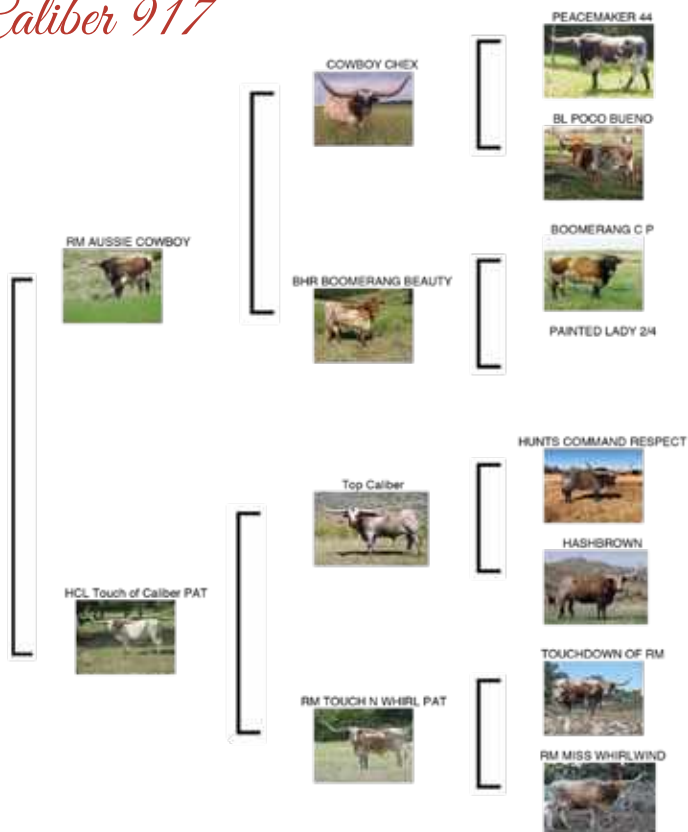 Caliber 917
PEACEMAKER 44
COWBOY CHEX
BL POCO BUENO
RM AUSSIE COWBOY
BOOMERANG C P
BHR BOOMERANG BEAUTY
PAINTED LADY 2/4
HUNTS COMMAND RESPECT
Top Caliber
HASHBROWN
HCL Touch of Caliber PAT
TOUCHDOWN OF RM
RM TOUCH N WHIRL PAT
RM MISS WHIRLWIND